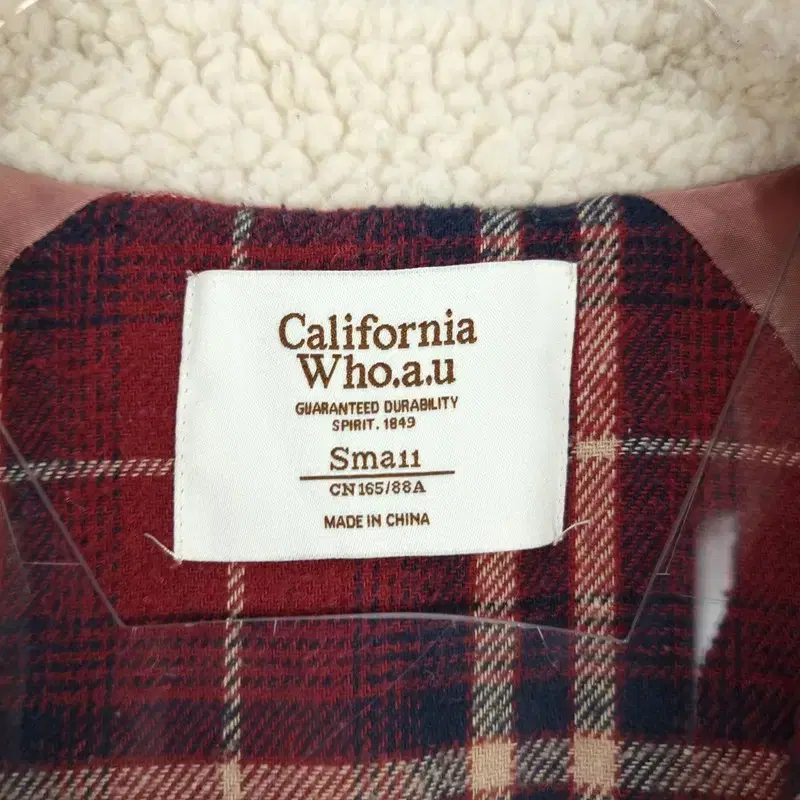 California
Who.a.u
GUARANTEED DURABILITY
SPIRIT. 1849
Small
CN165/88A
MADE IN CHINA